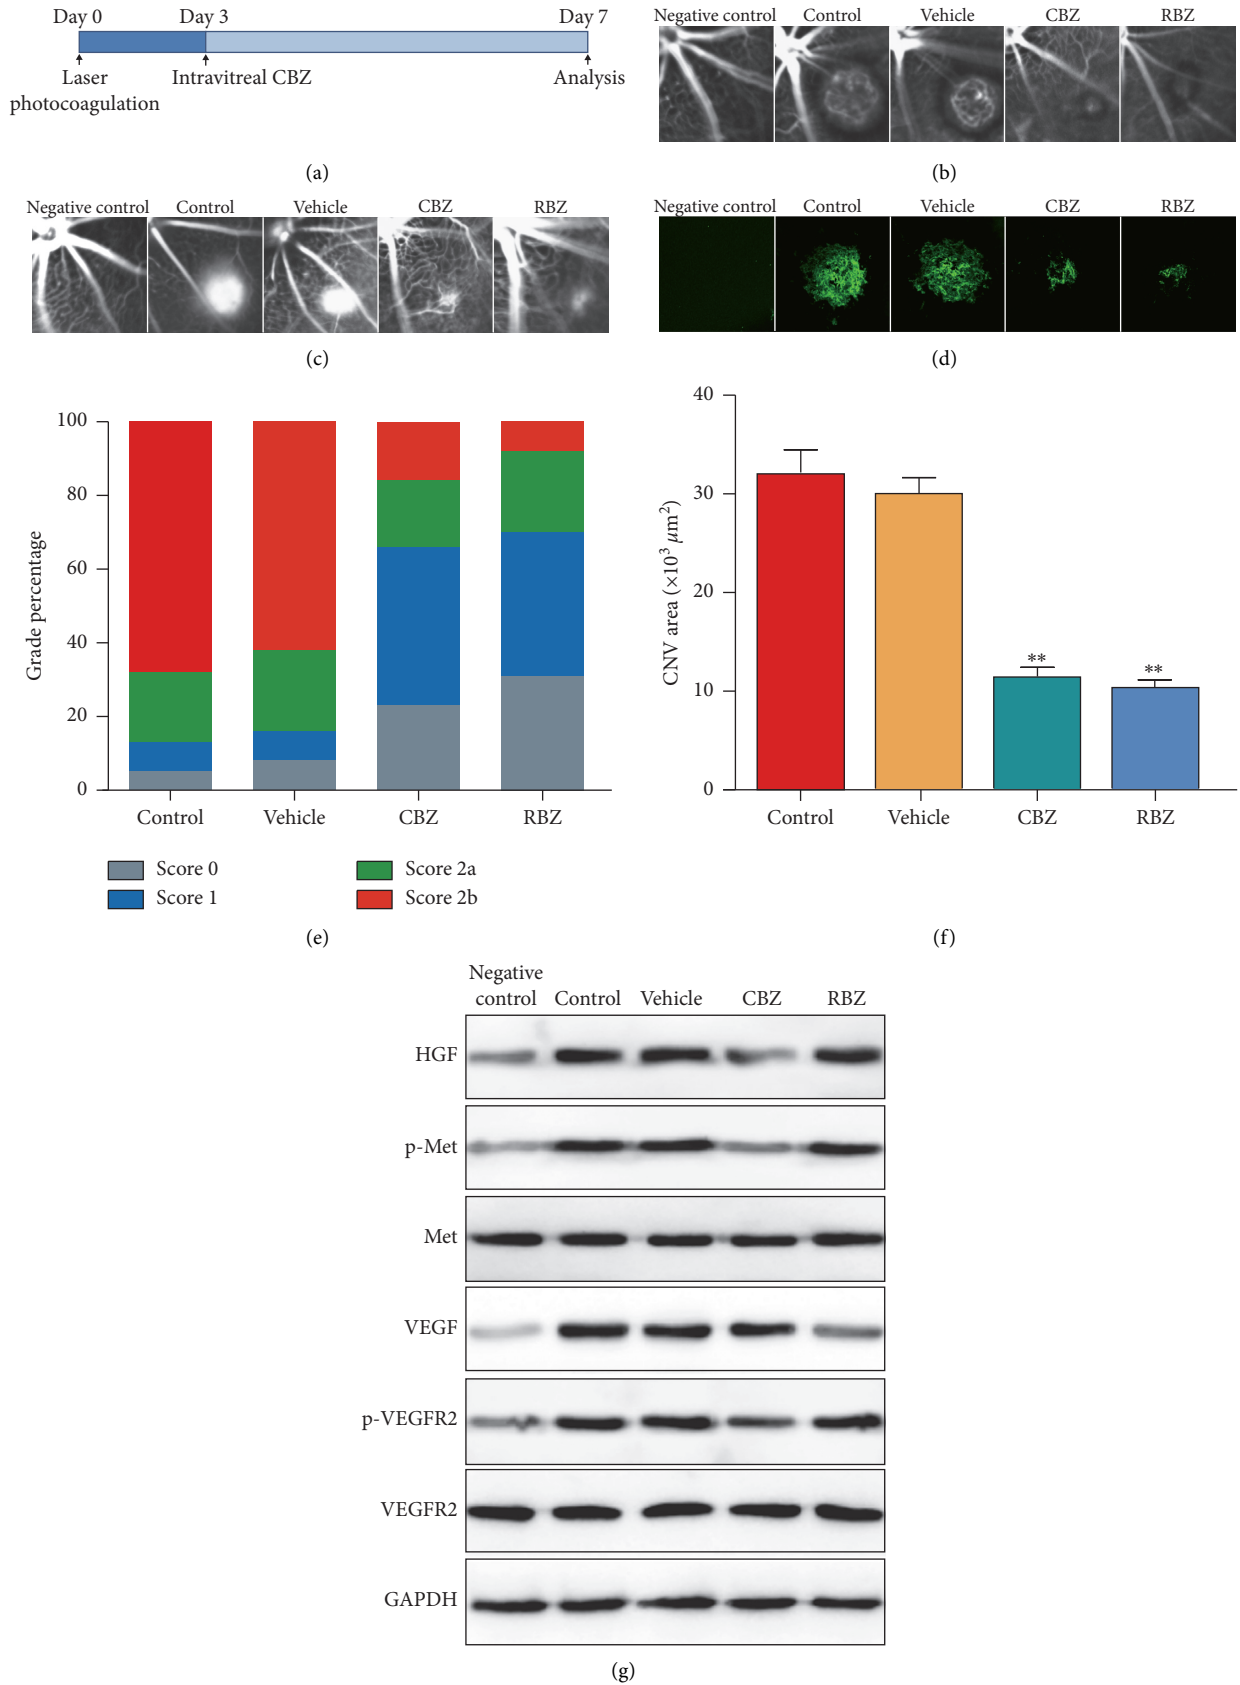 Day 0 Day 3 Day 7
Laser
photocoagulation
Intravitreal CBZ
Analysis
(a)
Negative control Control Vehicle CBZ RBZ
(b)
Negative control Control Vehicle CBZ RBZ
(c)
Negative control Control Vehicle CBZ RBZ
(d)
Grade percentage
100
80
60
40
20
0
Control Vehicle CBZ RBZ
Score 0
Score 1
Score 2a
Score 2b
(e)
CNV area (×10³ μm²)
40
30
20
10
0
**
**
Control Vehicle CBZ RBZ
(f)
Negative
control Control Vehicle CBZ RBZ
HGF
p-Met
Met
VEGF
p-VEGFR2
VEGFR2
GAPDH
(g)